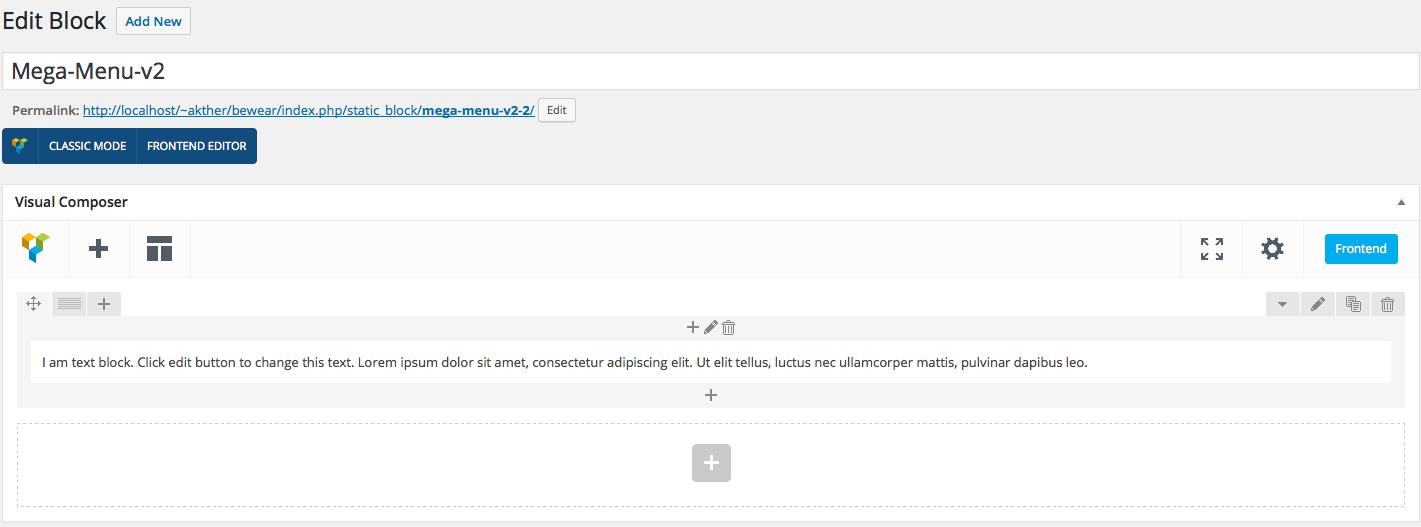 Edit Block Add New
Mega-Menu-v2
Permalink: http://localhost/~akther/bewear/index.php/static_block/mega-menu-v2-2/ Edit
CLASSIC MODE FRONTEND EDITOR
Visual Composer
Frontend
I am text block. Click edit button to change this text. Lorem ipsum dolor sit amet, consectetur adipiscing elit. Ut elit tellus, luctus nec ullamcorper mattis, pulvinar dapibus leo.